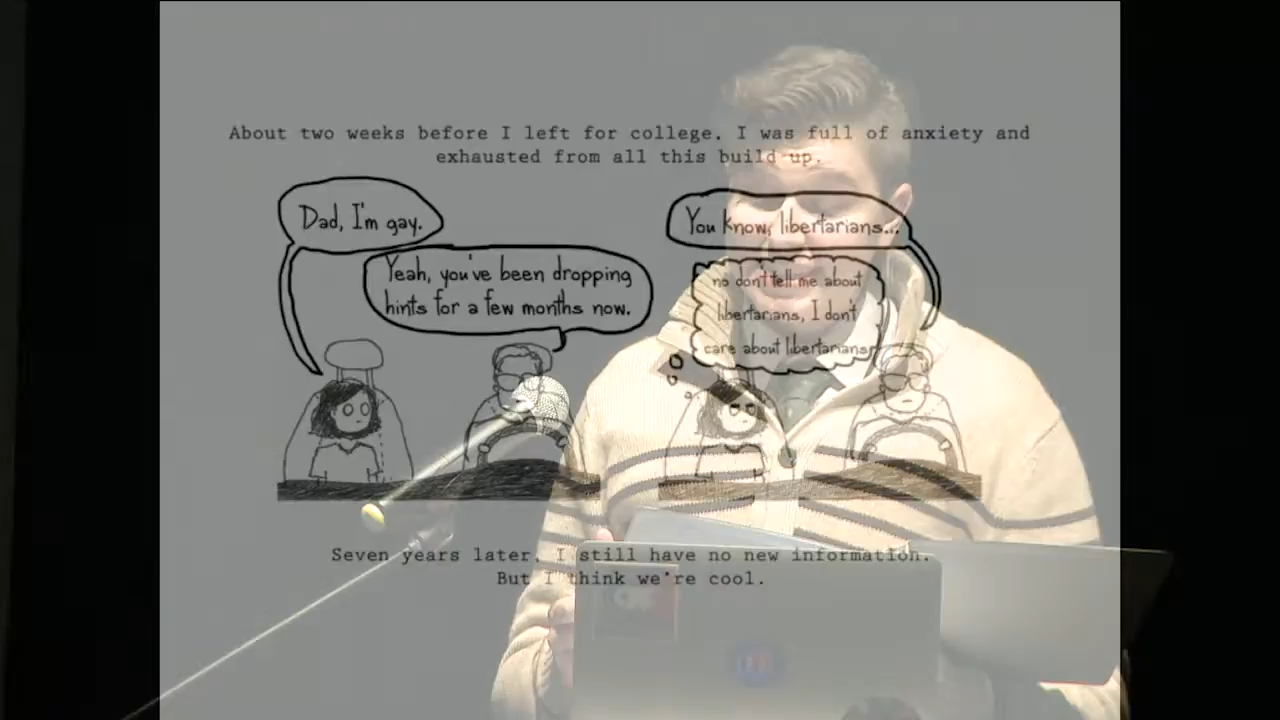 About two weeks before I left for college. I was full of anxiety and
exhausted from all this build up.
Dad, I'm gay.
Yeah, you've been dropping
hints for a few months now.
You know, libertarians...
no don't tell me about
libertarians, I don't
care about libertarians
Seven years later, I still have no new information.
But I think we're cool.